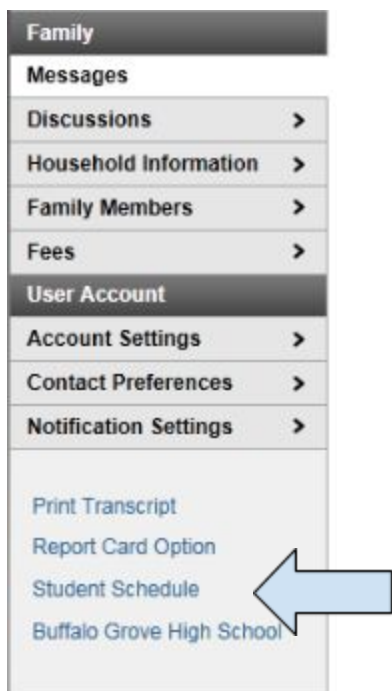 Family
Messages
Discussions
Household Information
Family Members
Fees
User Account
Account Settings
Contact Preferences
Notification Settings
Print Transcript
Report Card Option
Student Schedule
Buffalo Grove High School